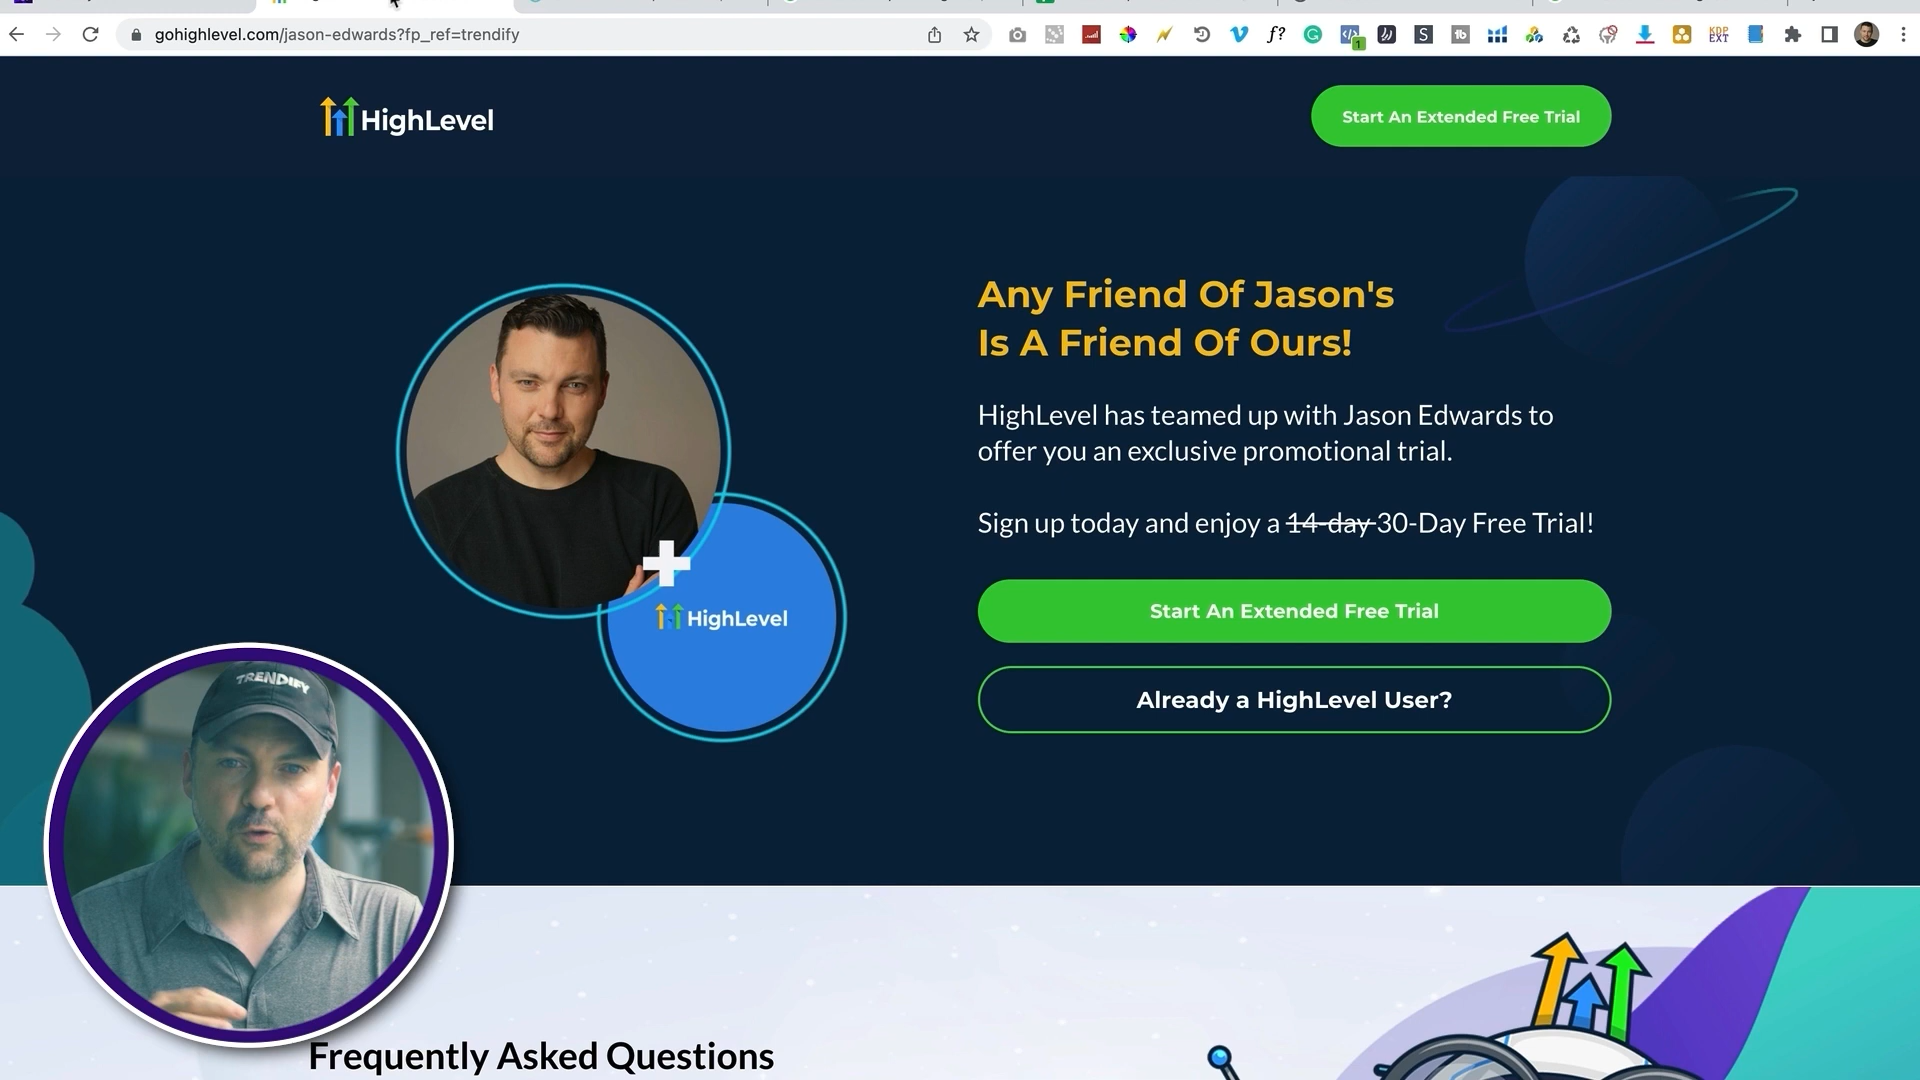 gohighlevel.com/jason-edwards?fp_ref=trendify
f?
1
S
KDP
EXT
HighLevel
Start An Extended Free Trial
Any Friend Of Jason's
Is A Friend Of Ours!
HighLevel has teamed up with Jason Edwards to
offer you an exclusive promotional trial.
Sign up today and enjoy a 14-day 30-Day Free Trial!
HighLevel
Start An Extended Free Trial
Already a HighLevel User?
TRENDIFY
Frequently Asked Questions